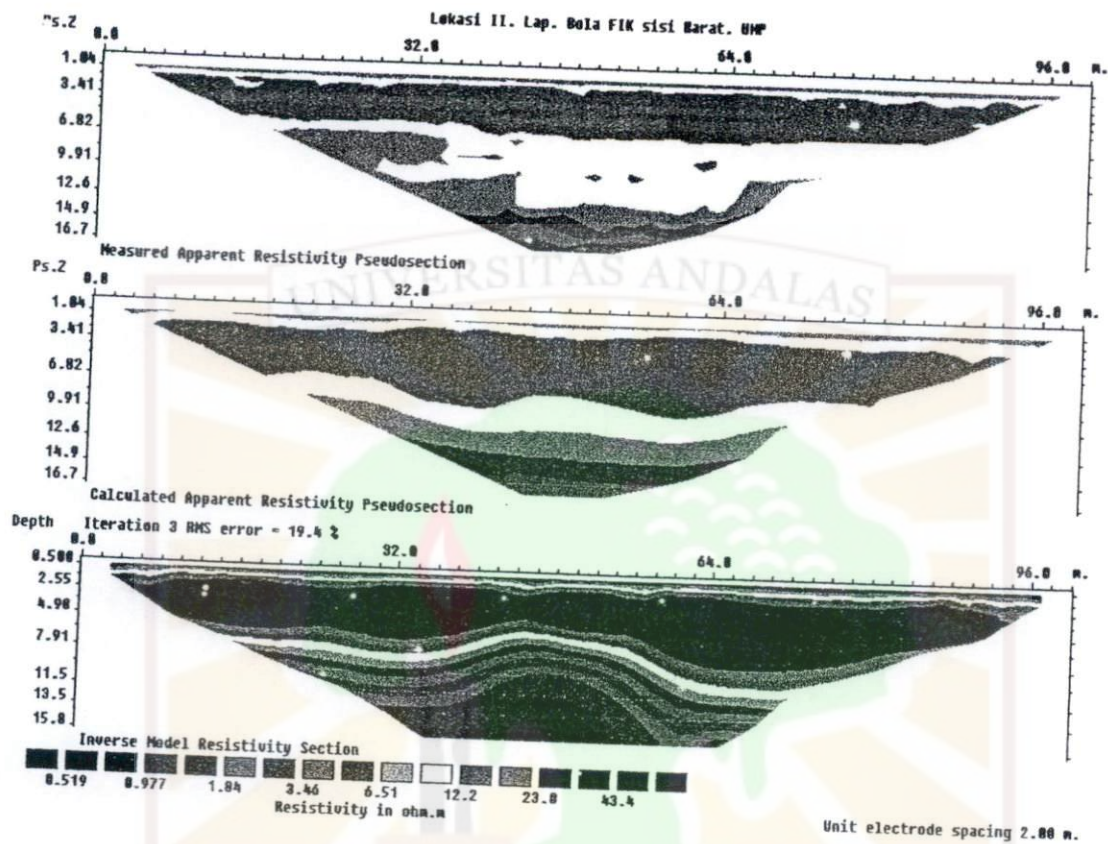 Lokasi II. Lap. Bola FIK sisi Barat. UNP
Ps.Z 0.0 32.0 64.0 96.0 m.
1.04
3.41
6.82
9.91
12.6
14.9
16.7
Measured Apparent Resistivity Pseudosection
UNIVERSITAS ANDALAS
Ps.Z 0.0 32.0 64.0 96.0 m.
1.04
3.41
6.82
9.91
12.6
14.9
16.7
Calculated Apparent Resistivity Pseudosection
Depth Iteration 3 RMS error = 19.4 %
0.0 32.0 64.0 96.0 m.
0.500
2.55
4.98
7.91
11.5
13.5
15.8
Inverse Model Resistivity Section
0.519 0.977 1.84 3.46 6.51 12.2 23.0 43.4
Resistivity in ohm.m
Unit electrode spacing 2.00 m.